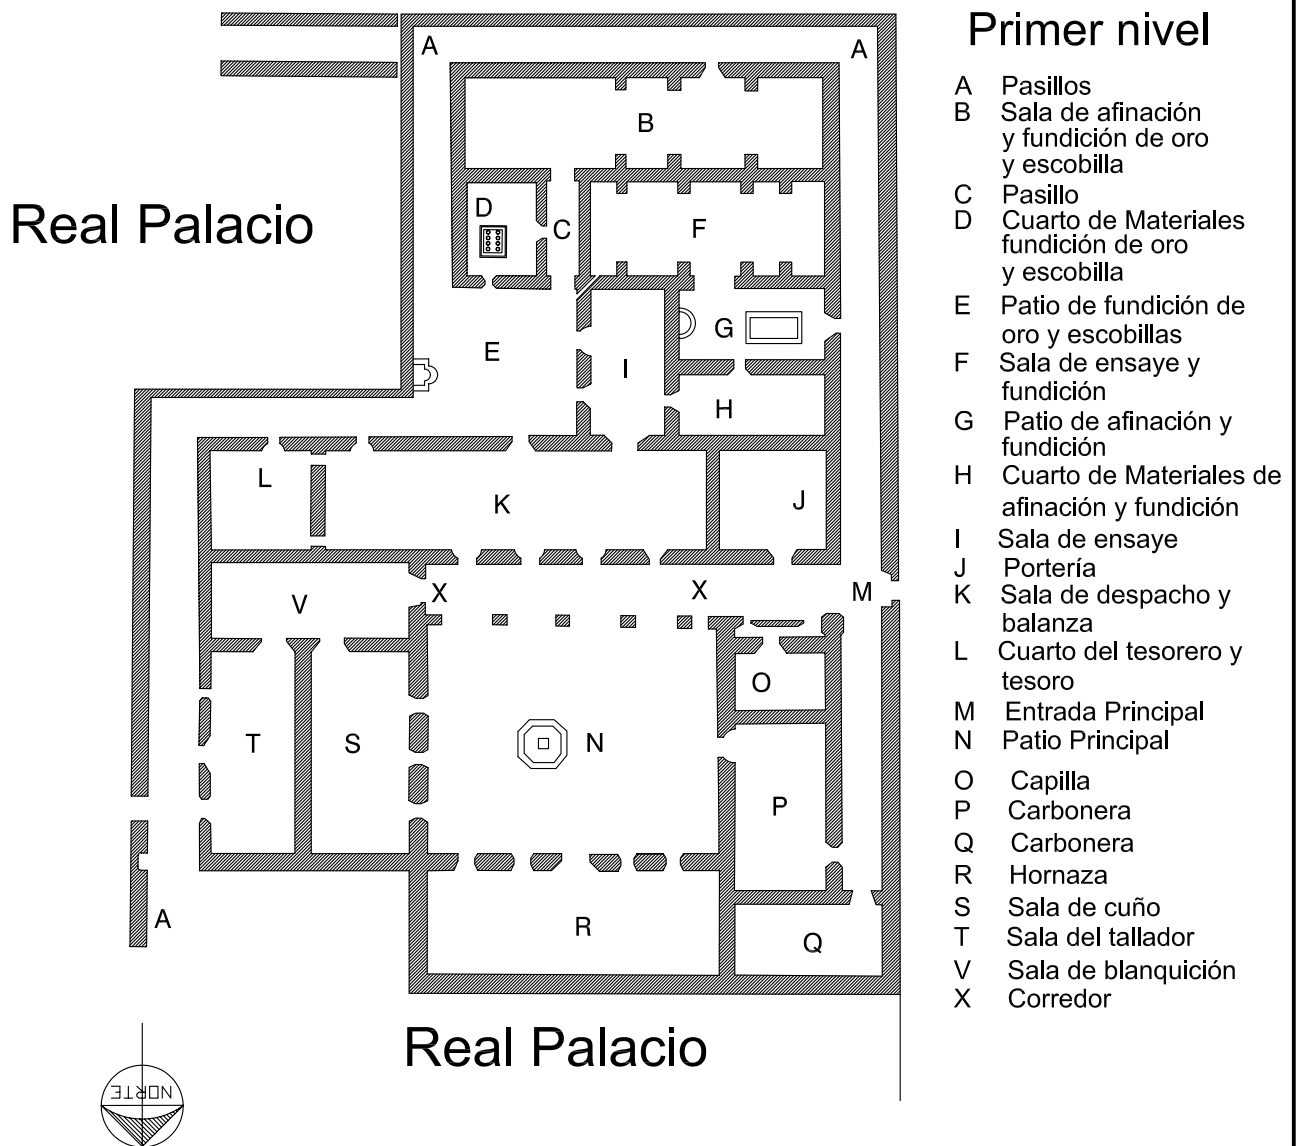 Primer nivel
A Pasillos
B Sala de afinación
y fundición de oro
y escobilla
C Pasillo
D Cuarto de Materiales
fundición de oro
y escobilla
E Patio de fundición de
oro y escobillas
F Sala de ensaye y
fundición
G Patio de afinación y
fundición
H Cuarto de Materiales de
afinación y fundición
I Sala de ensaye
J Portería
K Sala de despacho y
balanza
L Cuarto del tesorero y
tesoro
M Entrada Principal
N Patio Principal
O Capilla
P Carbonera
Q Carbonera
R Hornaza
S Sala de cuño
T Sala del tallador
V Sala de blanquición
X Corredor
A
A
B
Real Palacio
D
C
F
E
G
I
H
L
K
J
V
X
X
M
O
T
S
N
P
A
R
Q
Real Palacio
NORTE